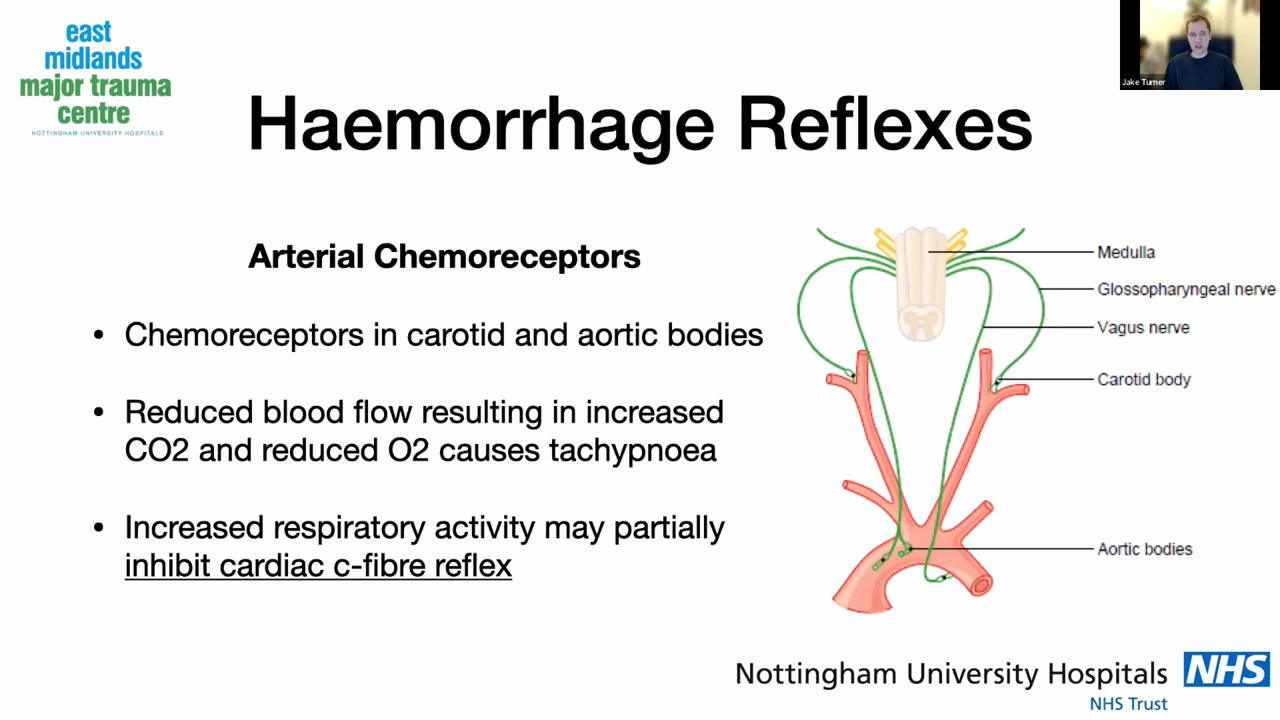 east
midlands
major trauma
centre
NOTTINGHAM UNIVERSITY HOSPITALS
Jake Turner
Haemorrhage Reflexes
Arterial Chemoreceptors
• Chemoreceptors in carotid and aortic bodies
• Reduced blood flow resulting in increased
CO2 and reduced O2 causes tachypnoea
• Increased respiratory activity may partially
inhibit cardiac c-fibre reflex
Medulla
Glossopharyngeal nerve
Vagus nerve
Carotid body
Aortic bodies
Nottingham University Hospitals NHS
NHS Trust